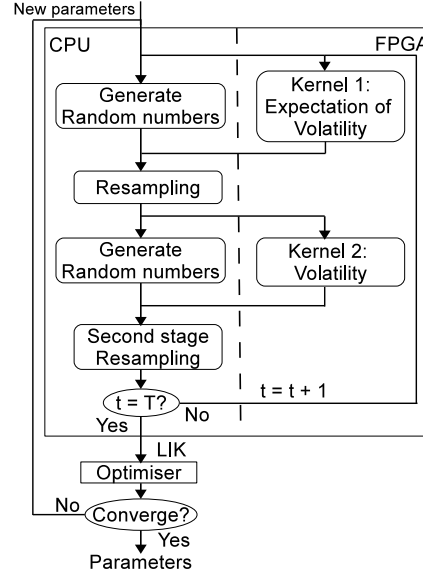 New parameters
CPU
FPGA
Generate
Random numbers
Kernel 1:
Expectation of
Volatility
Resampling
Generate
Random numbers
Kernel 2:
Volatility
Second stage
Resampling
t = T?
No
t = t + 1
Yes
LIK
Optimiser
No
Converge?
Yes
Parameters